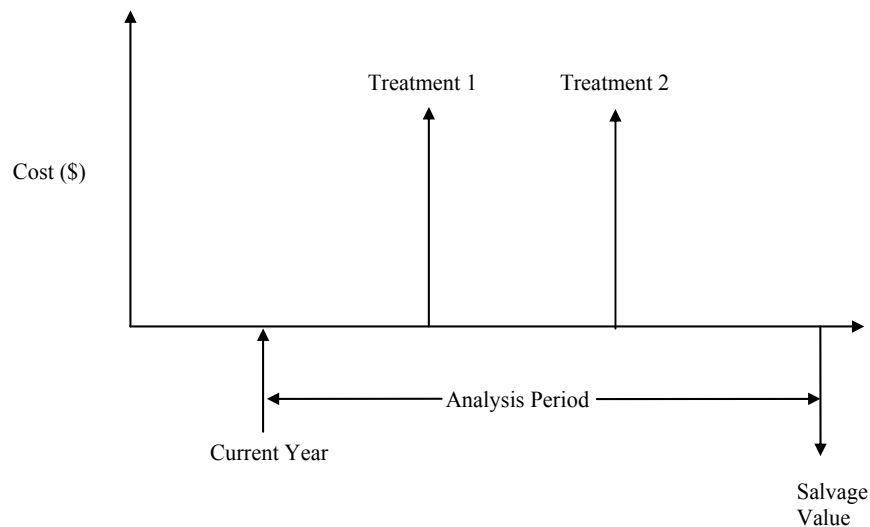 Treatment 1
Treatment 2
Cost ($)
Analysis Period
Current Year
Salvage
Value